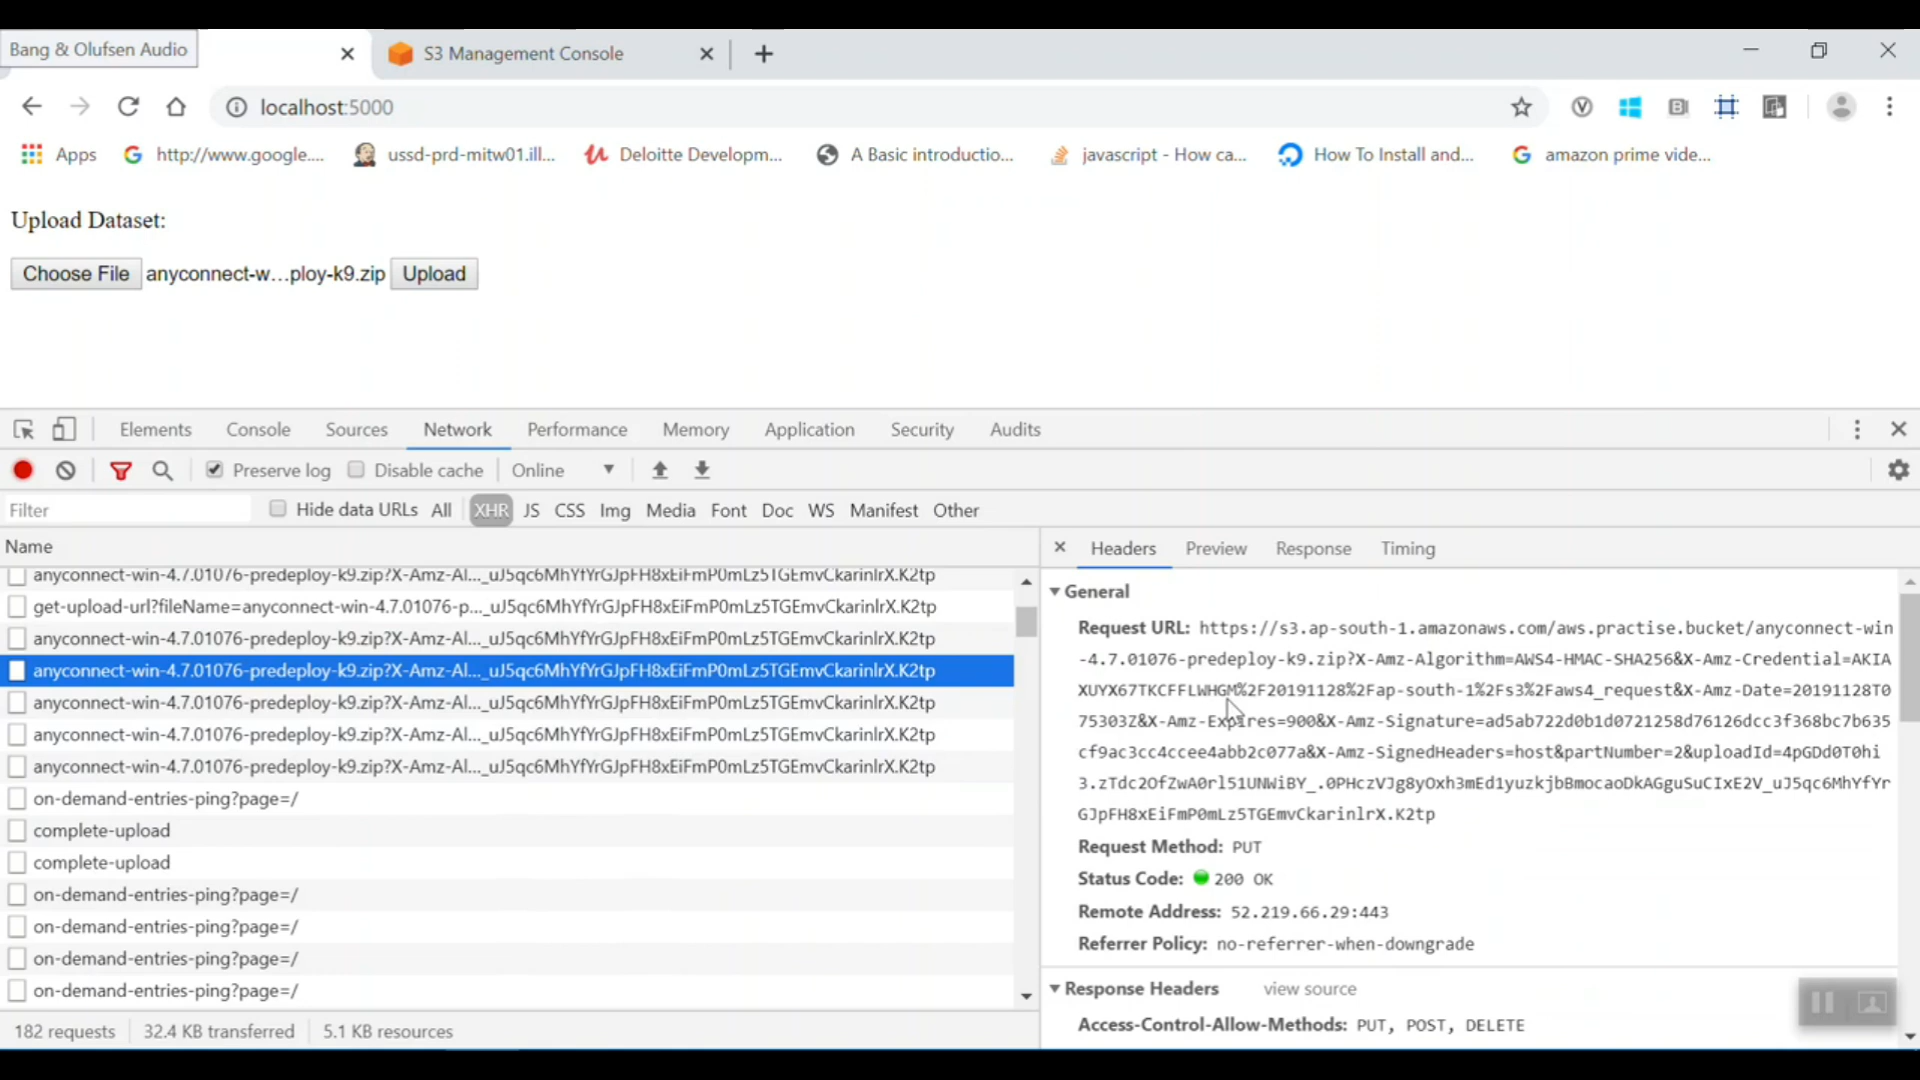 Bang & Olufsen Audio
S3 Management Console
localhost:5000
Apps
http://www.google....
ussd-prd-mitw01.ill...
Deloitte Developm...
A Basic introductio...
javascript - How ca...
How To Install and...
amazon prime vide...
Upload Dataset:
Choose File anyconnect-w...ploy-k9.zip Upload
Elements Console Sources Network Performance Memory Application Security Audits
Preserve log Disable cache Online
Filter Hide data URLs All XHR JS CSS Img Media Font Doc WS Manifest Other
Name
anyconnect-win-4.7.01076-predeploy-k9.zip?X-Amz-Al..._uJ5qc6MhYfYrGJpFH8xEiFmP0mLz5TGEmvCkarinlrX.K2tp
get-upload-url?fileName=anyconnect-win-4.7.01076-p..._uJ5qc6MhYfYrGJpFH8xEiFmP0mLz5TGEmvCkarinlrX.K2tp
anyconnect-win-4.7.01076-predeploy-k9.zip?X-Amz-Al..._uJ5qc6MhYfYrGJpFH8xEiFmP0mLz5TGEmvCkarinlrX.K2tp
anyconnect-win-4.7.01076-predeploy-k9.zip?X-Amz-Al..._uJ5qc6MhYfYrGJpFH8xEiFmP0mLz5TGEmvCkarinlrX.K2tp
anyconnect-win-4.7.01076-predeploy-k9.zip?X-Amz-Al..._uJ5qc6MhYfYrGJpFH8xEiFmP0mLz5TGEmvCkarinlrX.K2tp
anyconnect-win-4.7.01076-predeploy-k9.zip?X-Amz-Al..._uJ5qc6MhYfYrGJpFH8xEiFmP0mLz5TGEmvCkarinlrX.K2tp
anyconnect-win-4.7.01076-predeploy-k9.zip?X-Amz-Al..._uJ5qc6MhYfYrGJpFH8xEiFmP0mLz5TGEmvCkarinlrX.K2tp
on-demand-entries-ping?page=/
complete-upload
complete-upload
on-demand-entries-ping?page=/
on-demand-entries-ping?page=/
on-demand-entries-ping?page=/
on-demand-entries-ping?page=/
182 requests 32.4 KB transferred 5.1 KB resources
Headers Preview Response Timing
General
Request URL: https://s3.ap-south-1.amazonaws.com/aws.practise.bucket/anyconnect-win
-4.7.01076-predeploy-k9.zip?X-Amz-Algorithm=AWS4-HMAC-SHA256&X-Amz-Credential=AKIA
XUYX67TKCFFLWHGM%2F20191128%2Fap-south-1%2Fs3%2Faws4_request&X-Amz-Date=20191128T0
75303Z&X-Amz-Expires=900&X-Amz-Signature=ad5ab722d0b1d0721258d76126dcc3f368bc7b635
cf9ac3cc4ccee4abb2c077a&X-Amz-SignedHeaders=host&partNumber=2&uploadId=4pGDd0T0hi
3.zTdc2OfZwA0rl51UNWiBY_.0PHczVJg8yOxh3mEd1yuzkjbBmocaoDkAGguSuCIxE2V_uJ5qc6MhYfYr
GJpFH8xEiFmP0mLz5TGEmvCkarinlrX.K2tp
Request Method: PUT
Status Code: 200 OK
Remote Address: 52.219.66.29:443
Referrer Policy: no-referrer-when-downgrade
Response Headers view source
Access-Control-Allow-Methods: PUT, POST, DELETE